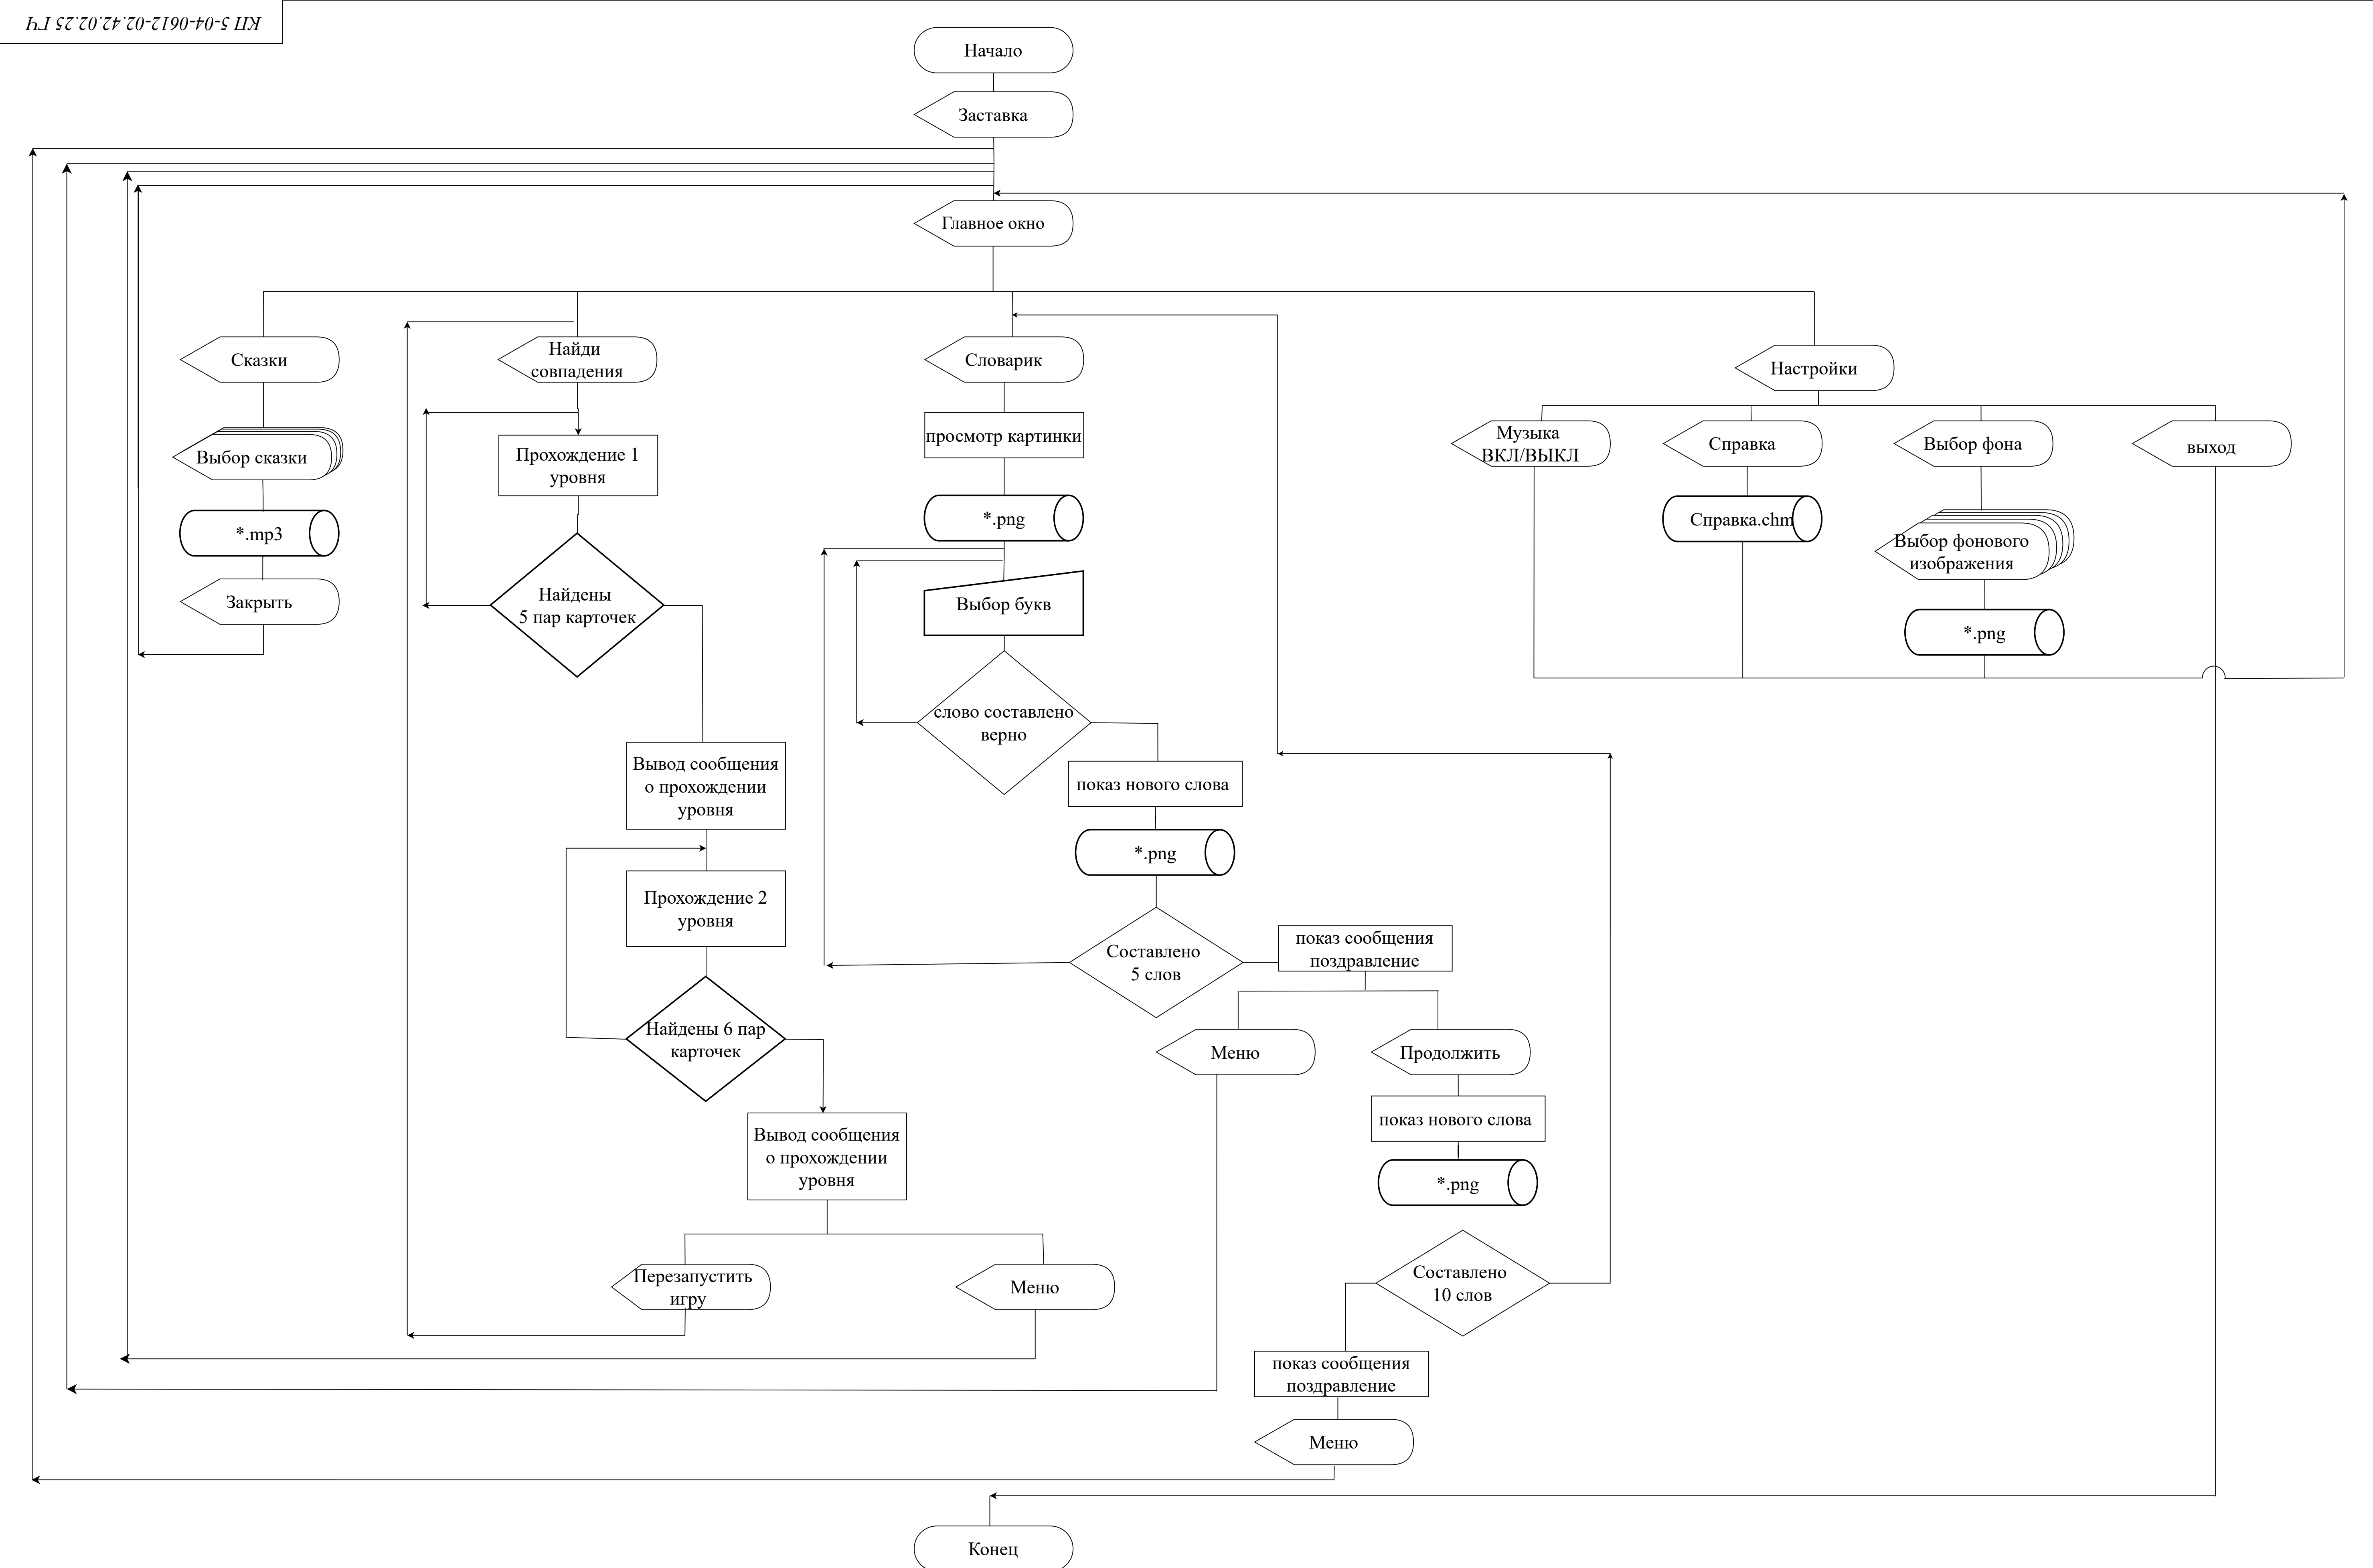 КП 5-04-0612-02.42.02.25 ГЧ
Начало
Заставка
Главное окно
Сказки
Выбор сказки
*.mp3
Закрыть
Найди
совпадения
Прохождение 1
уровня
Найдены
5 пар карточек
Вывод сообщения
о прохождении
уровня
Прохождение 2
уровня
Найдены 6 пар
карточек
Вывод сообщения
о прохождении
уровня
Перезапустить
игру
Меню
Словарик
просмотр картинки
*.png
Выбор букв
слово составлено
верно
показ нового слова
*.png
Составлено
5 слов
показ сообщения
поздравление
Меню
Продолжить
показ нового слова
*.png
Составлено
10 слов
показ сообщения
поздравление
Меню
Настройки
Музыка
ВКЛ/ВЫКЛ
Справка
Справка.chm
Выбор фона
Выбор фонового
изображения
*.png
выход
Конец